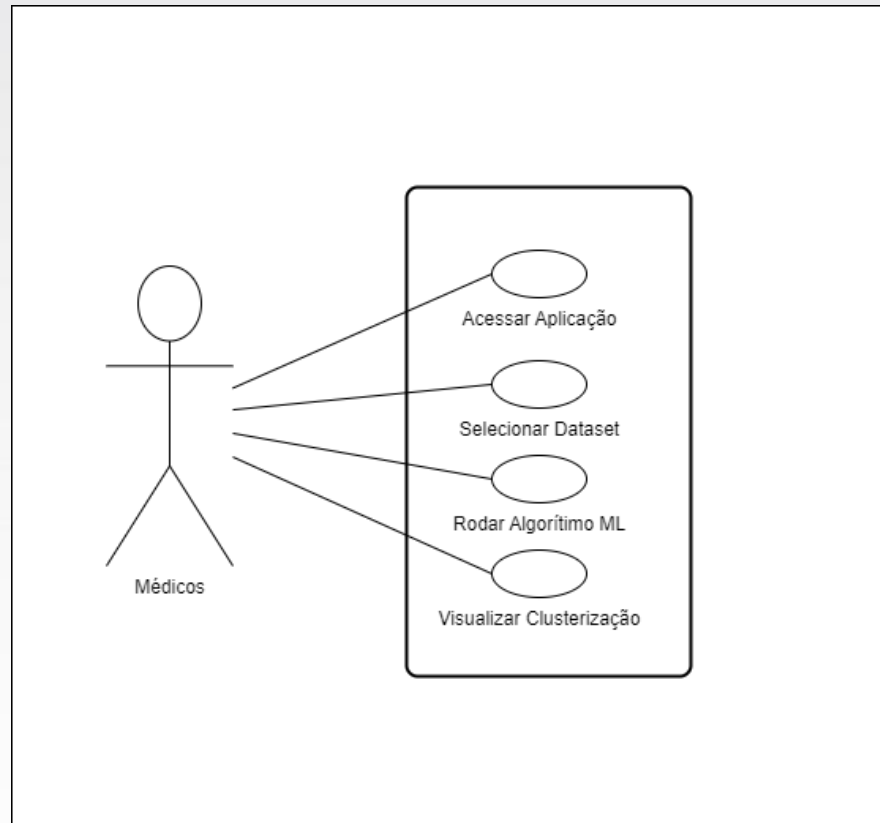 Acessar Aplicação
Selecionar Dataset
Rodar Algorítimo ML
Médicos
Visualizar Clusterização